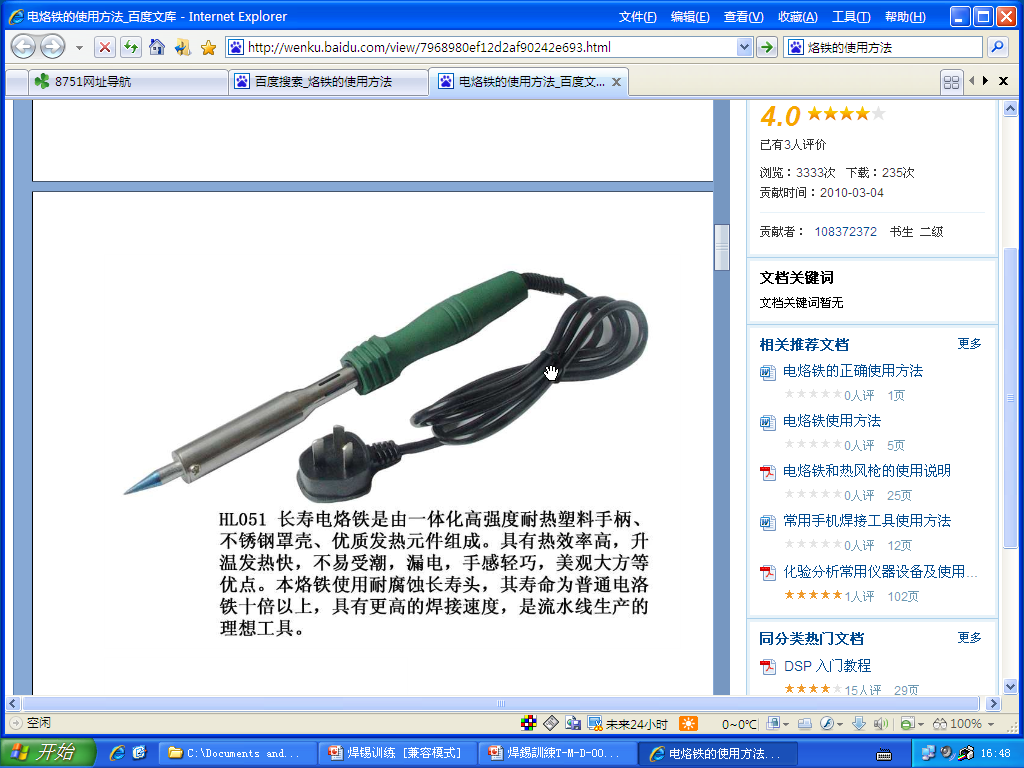 电烙铁的使用方法_百度文库 - Internet Explorer
文件(F) 编辑(E) 查看(V) 收藏(A) 工具(T) 帮助(H)
http://wenku.baidu.com/view/7968980ef12d2af90242e693.html
烙铁的使用方法
8751网址导航
百度搜索_烙铁的使用方法
电烙铁的使用方法_百度文...
4.0
已有3人评价
浏览：3333次 下载：235次
贡献时间：2010-03-04
贡献者： 108372372 书生 二级
文档关键词
文档关键词暂无
相关推荐文档 更多
电烙铁的正确使用方法
0人评 1页
电烙铁使用方法
0人评 5页
电烙铁和热风枪的使用说明
0人评 25页
常用手机焊接工具使用方法
0人评 12页
化验分析常用仪器设备及使用...
1人评 102页
同分类热门文档 更多
DSP 入门教程
15人评 29页
HL051 长寿电烙铁是由一体化高强度耐热塑料手柄、
不锈钢罩壳、优质发热元件组成。具有热效率高，升
温发热快，不易受潮，漏电，手感轻巧，美观大方等
优点。本烙铁使用耐腐蚀长寿头，其寿命为普通电洛
铁十倍以上，具有更高的焊接速度，是流水线生产的
理想工具。
空闲
未来24小时
0~0℃
100%
开始
C:\Documents and...
焊锡训练 [兼容模式]
焊錫訓練T-M-D-00...
电烙铁的使用方法...
16:48